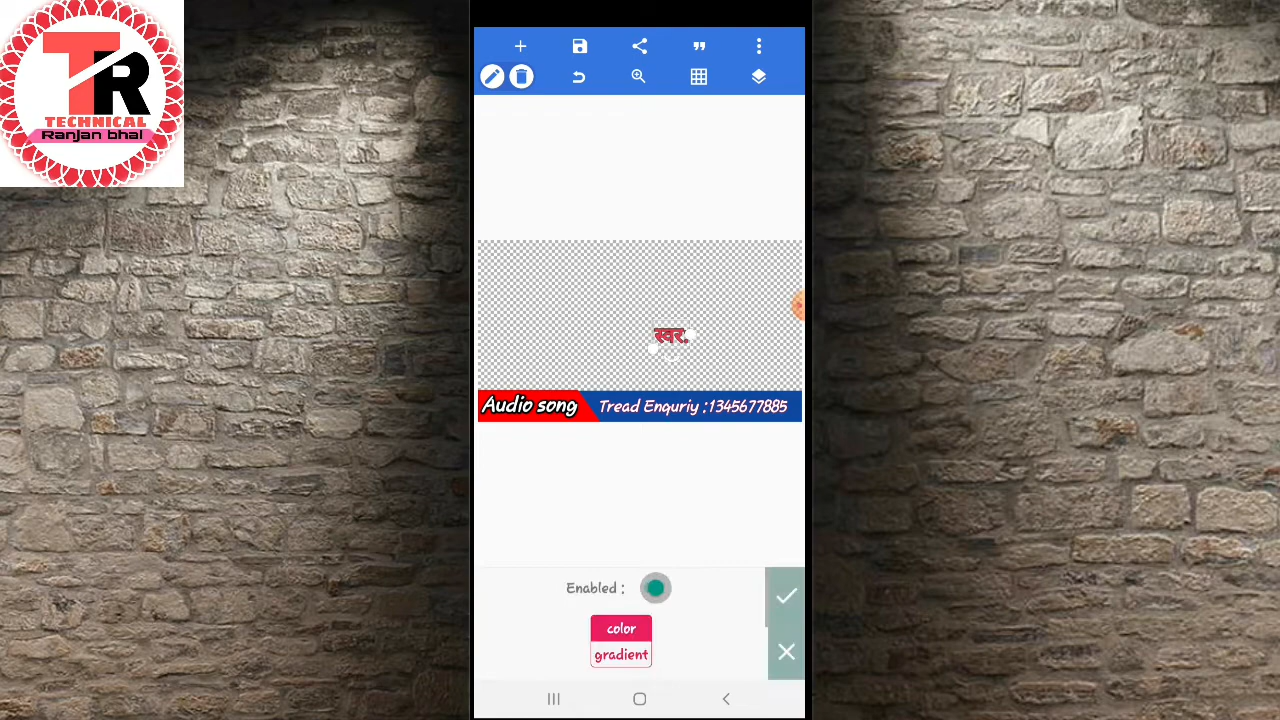 TR
TECHNICAL
Ranjan bhai
स्वर.
Audio song
Tread Enquriy :1345677885
Enabled :
color
gradient